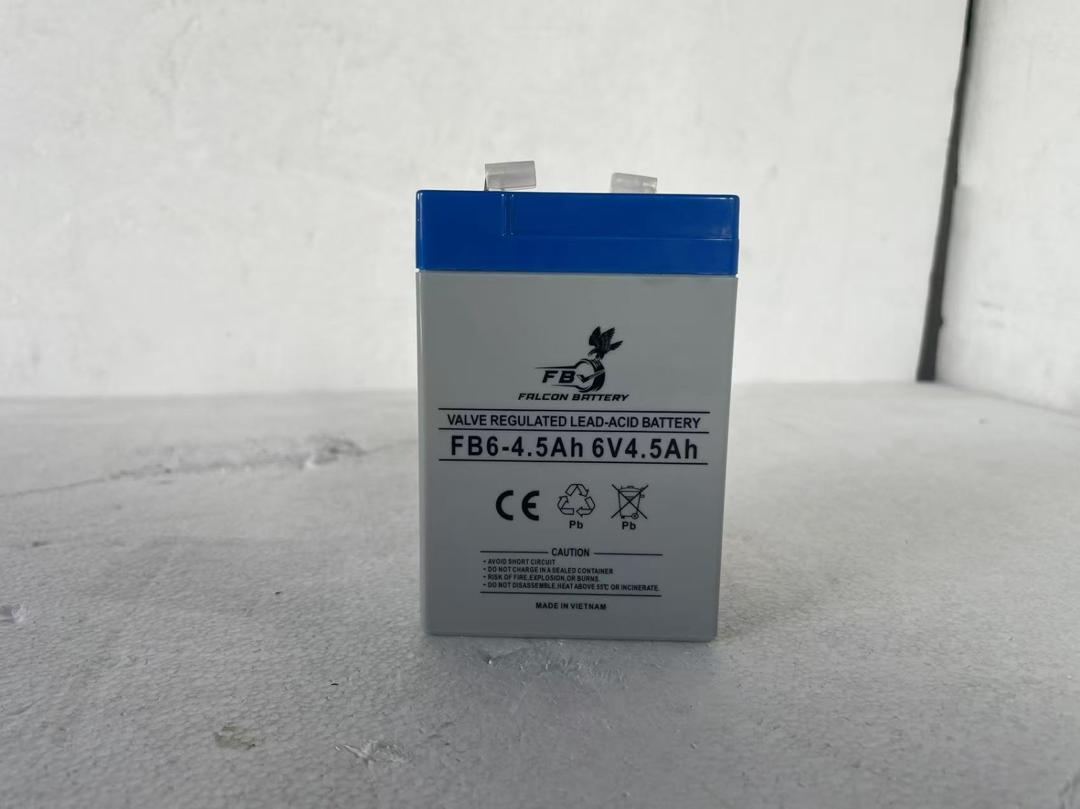 FB
FALCON BATTERY
VALVE REGULATED LEAD-ACID BATTERY
FB6-4.5Ah 6V4.5Ah
CE
Pb Pb
CAUTION
• AVOID SHORT CIRCUIT
• DO NOT CHARGE IN A SEALED CONTAINER
• RISK OF FIRE,EXPLOSION,OR BURNS.
• DO NOT DISASSEMBLE,HEAT ABOVE 55℃ OR INCINERATE.
MADE IN VIETNAM